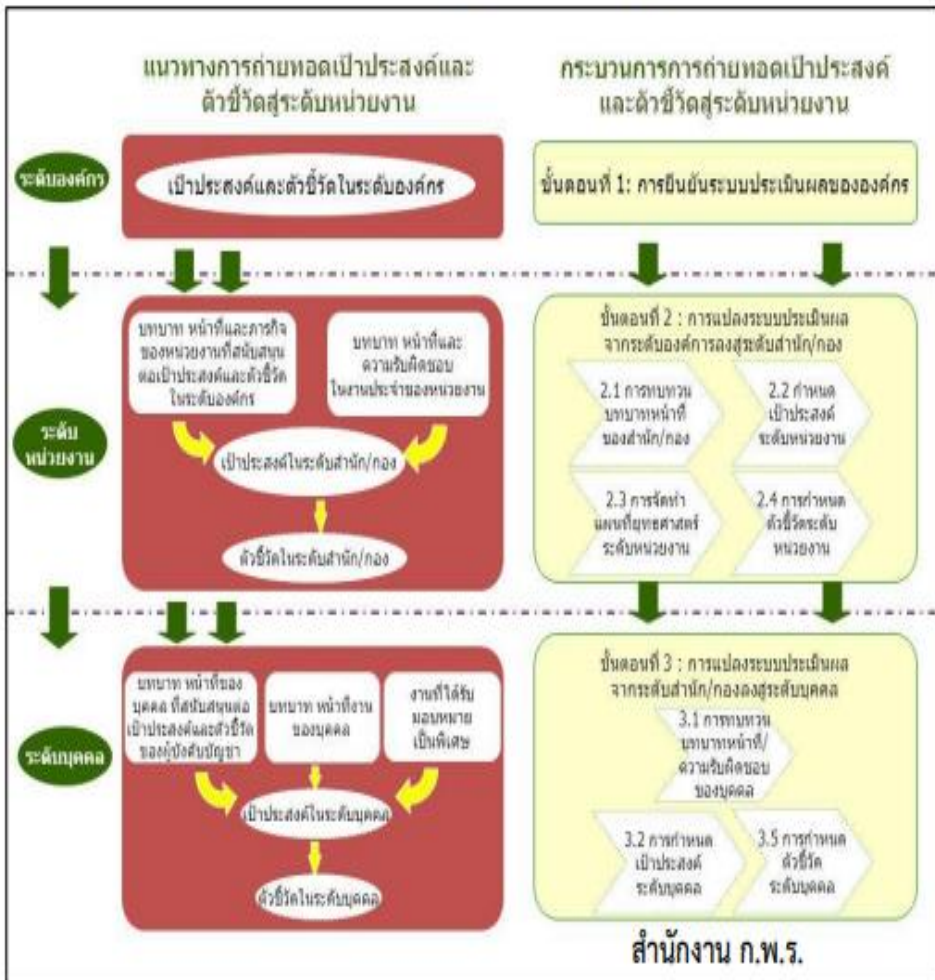 แนวทางการถ่ายทอดเป้าประสงค์และ
ตัวชี้วัดสู่ระดับหน่วยงาน
กระบวนการการถ่ายทอดเป้าประสงค์
และตัวชี้วัดสู่ระดับหน่วยงาน
ระดับองค์กร
เป้าประสงค์และตัวชี้วัดในระดับองค์กร
ขั้นตอนที่ 1: การยืนยันระบบประเมินผลขององค์กร
ระดับ
หน่วยงาน
บทบาท หน้าที่และภารกิจ
ของหน่วยงานที่สนับสนุน
ต่อเป้าประสงค์และตัวชี้วัด
ในระดับองค์กร
บทบาท หน้าที่และ
ความรับผิดชอบ
ในงานประจำของหน่วยงาน
เป้าประสงค์ในระดับสำนัก/กอง
ตัวชี้วัดในระดับสำนัก/กอง
ขั้นตอนที่ 2 : การแปลงระบบประเมินผล
จากระดับองค์การลงสู่ระดับสำนัก/กอง
2.1 การทบทวน
บทบาทหน้าที่
ของสำนัก/กอง
2.2 กำหนด
เป้าประสงค์
ระดับหน่วยงาน
2.3 การจัดทำ
แผนที่ยุทธศาสตร์
ระดับหน่วยงาน
2.4 การกำหนด
ตัวชี้วัดระดับ
หน่วยงาน
ระดับบุคคล
บทบาท หน้าที่ของ
บุคคล ที่สนับสนุนต่อ
เป้าประสงค์และตัวชี้วัด
ของผู้บังคับบัญชา
บทบาท หน้าที่งาน
ของบุคคล
งานที่ได้รับ
มอบหมาย
เป็นพิเศษ
เป้าประสงค์ในระดับบุคคล
ตัวชี้วัดในระดับบุคคล
ขั้นตอนที่ 3 : การแปลงระบบประเมินผล
จากระดับสำนัก/กองลงสู่ระดับบุคคล
3.1 การทบทวน
บทบาทหน้าที่/
ความรับผิดชอบ
ของบุคคล
3.2 การกำหนด
เป้าประสงค์
ระดับบุคคล
3.5 การกำหนด
ตัวชี้วัด
ระดับบุคคล
สำนักงาน ก.พ.ร.